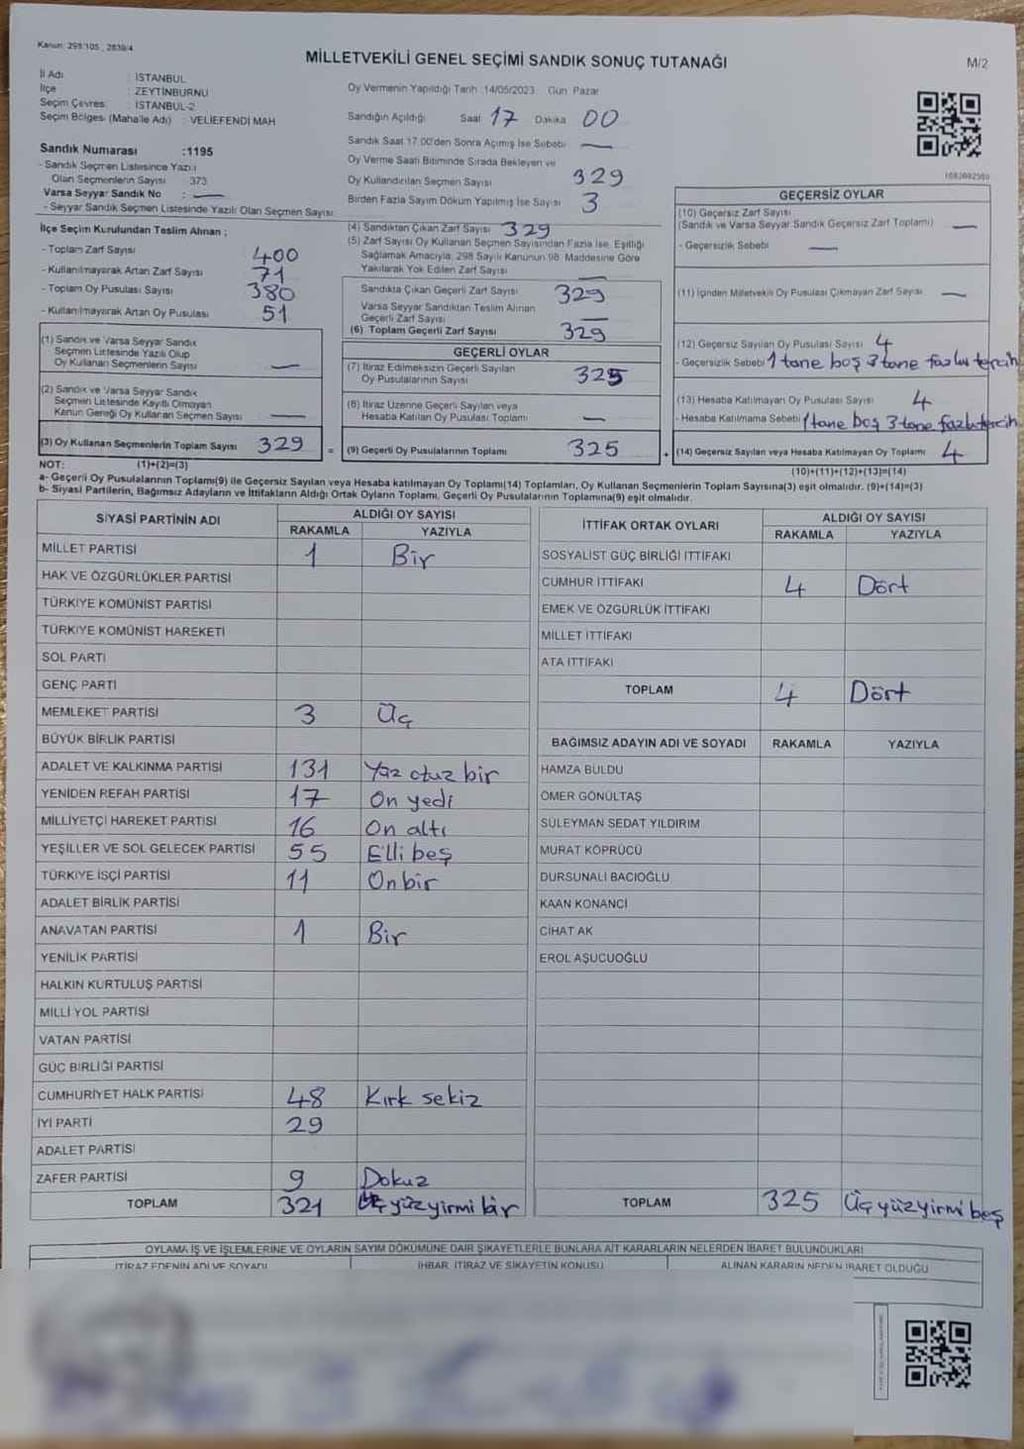 Kanun: 298/105 , 2839/4
MİLLETVEKİLİ GENEL SEÇİMİ SANDIK SONUÇ TUTANAĞI
M/2
İl Adı : İSTANBUL
İlçe : ZEYTİNBURNU
Seçim Çevres : İSTANBUL-2
Seçim Bölges (Mahalle Adı) : VELİEFENDİ MAH
Sandık Numarası :1195
- Sandık Seçmen Listesinde Yazılı
Olan Seçmenlerin Sayısı 373
Varsa Seyyar Sandık No : —
- Seyyar Sandık Seçmen Listesinde Yazılı Olan Seçmen Sayısı
Oy Vermenin Yapıldığı Tarih 14/05/2023 Gün Pazar
Sandığın Açıldığı Saat 17 Dakika 00
Sandık Saat 17.00'den Sonra Açılmış İse Sebebi —
Oy Verme Saati Bitiminde Sırada Bekleyen ve
Oy Kullandırılan Seçmen Sayısı 329
Birden Fazla Sayım Döküm Yapılmış İse Sayısı 3
İlçe Seçim Kurulundan Teslim Alınan ;
- Toplam Zarf Sayısı 400
- Kullanılmayarak Artan Zarf Sayısı 71
- Toplam Oy Pusulası Sayısı 380
- Kullanılmayarak Artan Oy Pusulası 51
(4) Sandıktan Çıkan Zarf Sayısı 329
(5) Zarf Sayısı Oy Kullanan Seçmen Sayısından Fazla İse, Eşitliği
Sağlamak Amacıyla, 298 Sayılı Kanunun 98. Maddesine Göre
Yakılarak Yok Edilen Zarf Sayısı —
Sandıkta Çıkan Geçerli Zarf Sayısı 329
Varsa Seyyar Sandıktan Teslim Alınan
Geçerli Zarf Sayısı —
(6) Toplam Geçerli Zarf Sayısı 329
GEÇERSİZ OYLAR
(10) Geçersiz Zarf Sayısı
(Sandık ve Varsa Seyyar Sandık Geçersiz Zarf Toplamı) —
- Geçersizlik Sebebi —
(11) İçinden Milletvekili Oy Pusulası Çıkmayan Zarf Sayısı —
(12) Geçersiz Sayılan Oy Pusulası Sayısı 4
- Geçersizlik Sebebi 1 tane boş 3 tane fazla tercih
(13) Hesaba Katılmayan Oy Pusulası Sayısı 4
- Hesaba Katılmama Sebebi 1 tane boş 3 tane fazla tercih
(14) Geçersiz Sayılan veya Hesaba Katılmayan Oy Toplamı 4
(10)+(11)+(12)+(13)=(14)
(1) Sandık ve Varsa Seyyar Sandık
Seçmen Listesinde Yazılı Olup
Oy Kullanan Seçmenlerin Sayısı —
(2) Sandık ve Varsa Seyyar Sandık
Seçmen Listesinde Kayıtlı Olmayan
Kanun Gereği Oy Kullanan Seçmen Sayısı —
(3) Oy Kullanan Seçmenlerin Toplam Sayısı 329 =
GEÇERLİ OYLAR
(7) İtiraz Edilmeksizin Geçerli Sayılan
Oy Pusulalarının Sayısı 325
(8) İtiraz Üzerine Geçerli Sayılan veya
Hesaba Katılan Oy Pusulası Toplamı —
(9) Geçerli Oy Pusulalarının Toplamı 325 +
NOT: (1)+(2)=(3)
a- Geçerli Oy Pusulalarının Toplamı(9) ile Geçersiz Sayılan veya Hesaba katılmayan Oy Toplamı(14) Toplamları, Oy Kullanan Seçmenlerin Toplam Sayısına(3) eşit olmalıdır. (9)+(14)=(3)
b- Siyasi Partilerin, Bağımsız Adayların ve İttifakların Aldığı Ortak Oyların Toplamı, Geçerli Oy Pusulalarının Toplamına(9) eşit olmalıdır.
SİYASİ PARTİNİN ADI ALDIĞI OY SAYISI
RAKAMLA YAZIYLA
MİLLET PARTİSİ 1 Bir
HAK VE ÖZGÜRLÜKLER PARTİSİ
TÜRKİYE KOMÜNİST PARTİSİ
TÜRKİYE KOMÜNİST HAREKETİ
SOL PARTİ
GENÇ PARTİ
MEMLEKET PARTİSİ 3 Üç
BÜYÜK BİRLİK PARTİSİ
ADALET VE KALKINMA PARTİSİ 131 Yüz otuz bir
YENİDEN REFAH PARTİSİ 17 On yedi
MİLLİYETÇİ HAREKET PARTİSİ 16 On altı
YEŞİLLER VE SOL GELECEK PARTİSİ 55 Elli beş
TÜRKİYE İŞÇİ PARTİSİ 11 On bir
ADALET BİRLİK PARTİSİ
ANAVATAN PARTİSİ 1 Bir
YENİLİK PARTİSİ
HALKIN KURTULUŞ PARTİSİ
MİLLİ YOL PARTİSİ
VATAN PARTİSİ
GÜÇ BİRLİĞİ PARTİSİ
CUMHURİYET HALK PARTİSİ 48 Kırk sekiz
İYİ PARTİ 29
ADALET PARTİSİ
ZAFER PARTİSİ 9 Dokuz
TOPLAM 321 Üç yüz yirmi bir
İTTİFAK ORTAK OYLARI ALDIĞI OY SAYISI
RAKAMLA YAZIYLA
SOSYALİST GÜÇ BİRLİĞİ İTTİFAKI
CUMHUR İTTİFAKI 4 Dört
EMEK VE ÖZGÜRLÜK İTTİFAKI
MİLLET İTTİFAKI
ATA İTTİFAKI
TOPLAM 4 Dört
BAĞIMSIZ ADAYIN ADI VE SOYADI RAKAMLA YAZIYLA
HAMZA BULDU
ÖMER GÖNÜLTAŞ
SÜLEYMAN SEDAT YILDIRIM
MURAT KÖPRÜCÜ
DURSUNALİ BACIOĞLU
KAAN KONANCI
CİHAT AK
EROL AŞUCUOĞLU
TOPLAM 325 Üç yüz yirmi beş
OYLAMA İŞ VE İŞLEMLERİNE VE OYLARIN SAYIM DÖKÜMÜNE DAİR ŞİKAYETLERLE BUNLARA AİT KARARLARIN NELERDEN İBARET BULUNDUKLARI
İTİRAZ EDENİN ADI VE SOYADI İHBAR, İTİRAZ VE ŞİKAYETİN KONUSU ALINAN KARARIN NEDEN İBARET OLDUĞU